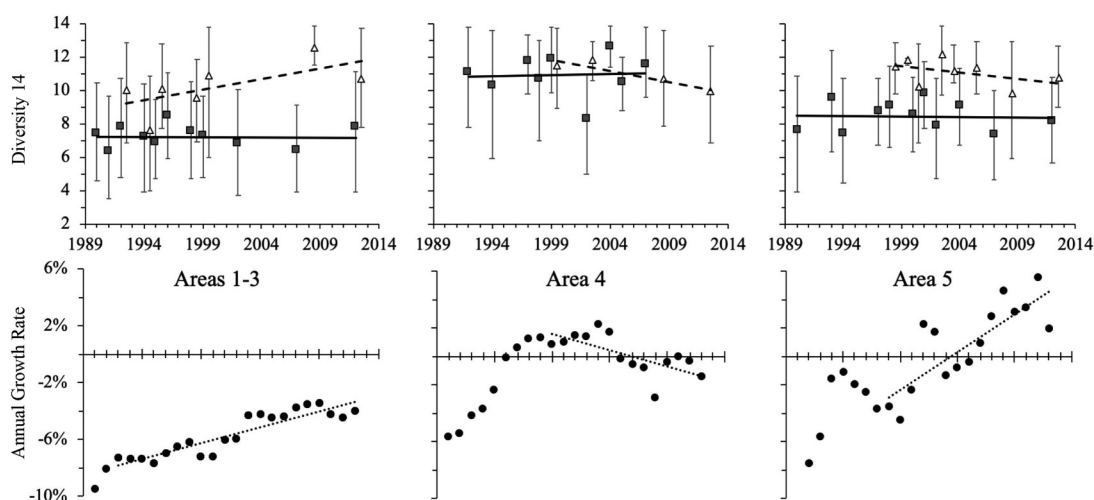 Diversity 14
14
12
10
8
6
4
2
1989 1994 1999 2004 2009 2014
1989 1994 1999 2004 2009 2014
1989 1994 1999 2004 2009 2014
Annual Growth Rate
6%
2%
-2%
-6%
-10%
Areas 1-3
Area 4
Area 5